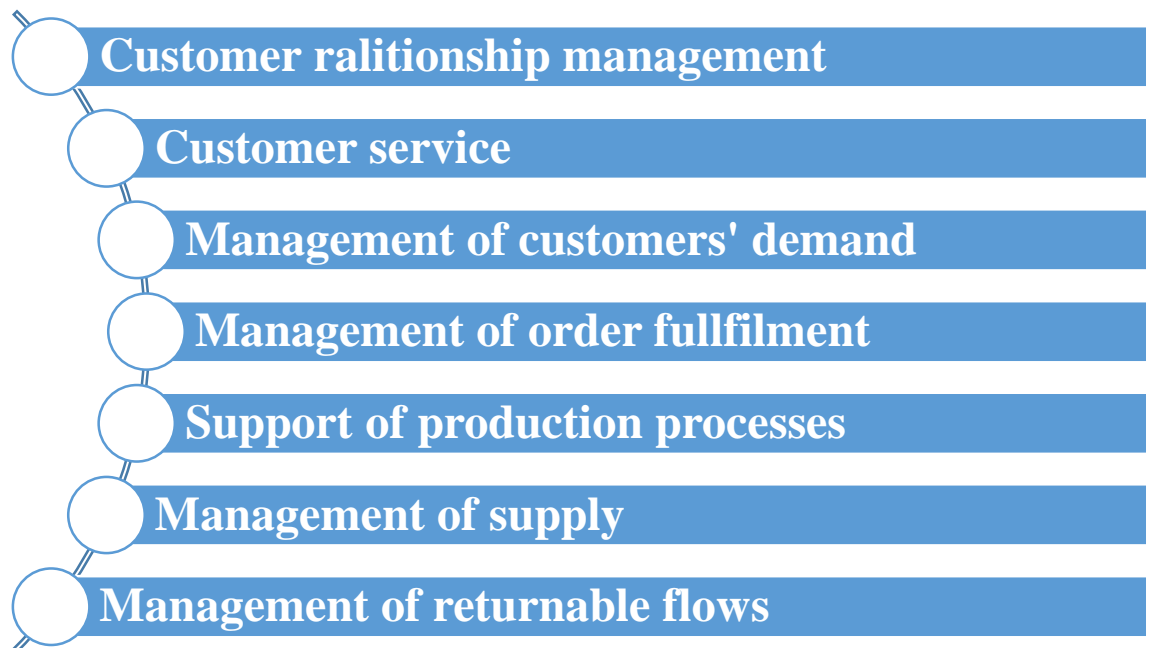 Customer ralitionship management
Customer service
Management of customers' demand
Management of order fullfilment
Support of production processes
Management of supply
Management of returnable flows